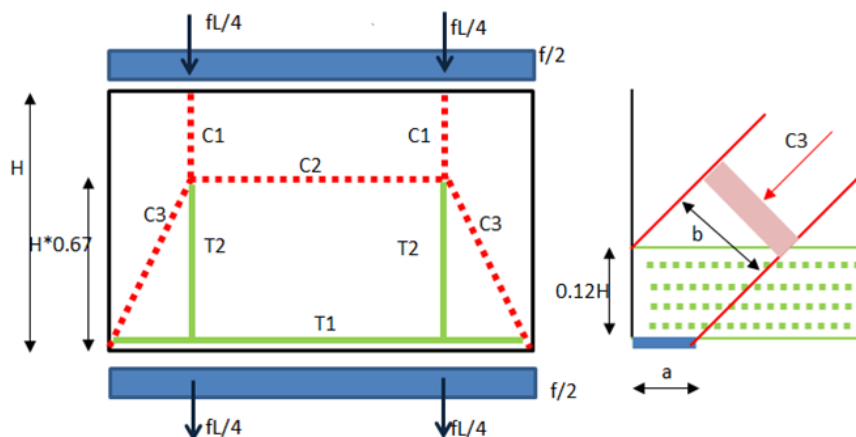 fL/4 fL/4
f/2
H
C1 C1
C2
C3 C3
C3
H*0.67
T2 T2
b
0.12H
T1
a
f/2
fL/4 fL/4